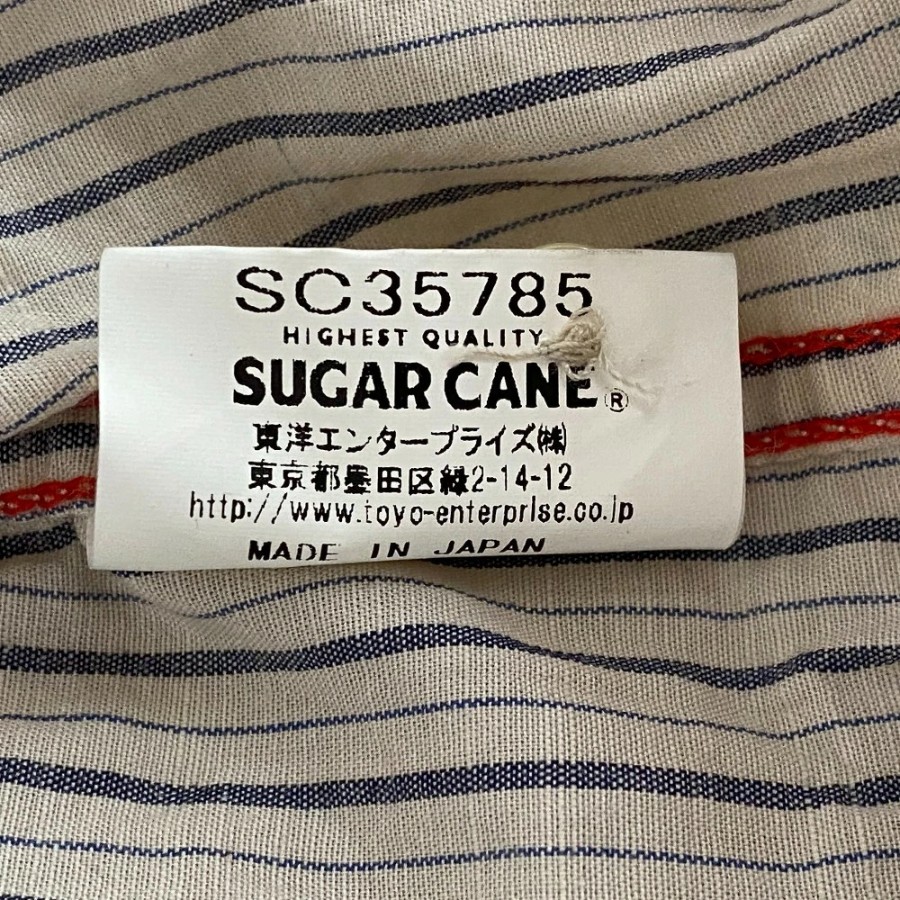 SC35785
HIGHEST QUALITY
SUGAR CANE®
東洋エンタープライズ㈱
東京都墨田区緑2-14-12
http://www.toyo-enterprise.co.jp
MADE IN JAPAN